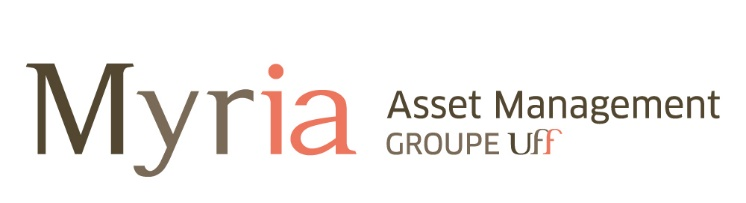 Myria
Asset Management
GROUPE Uff